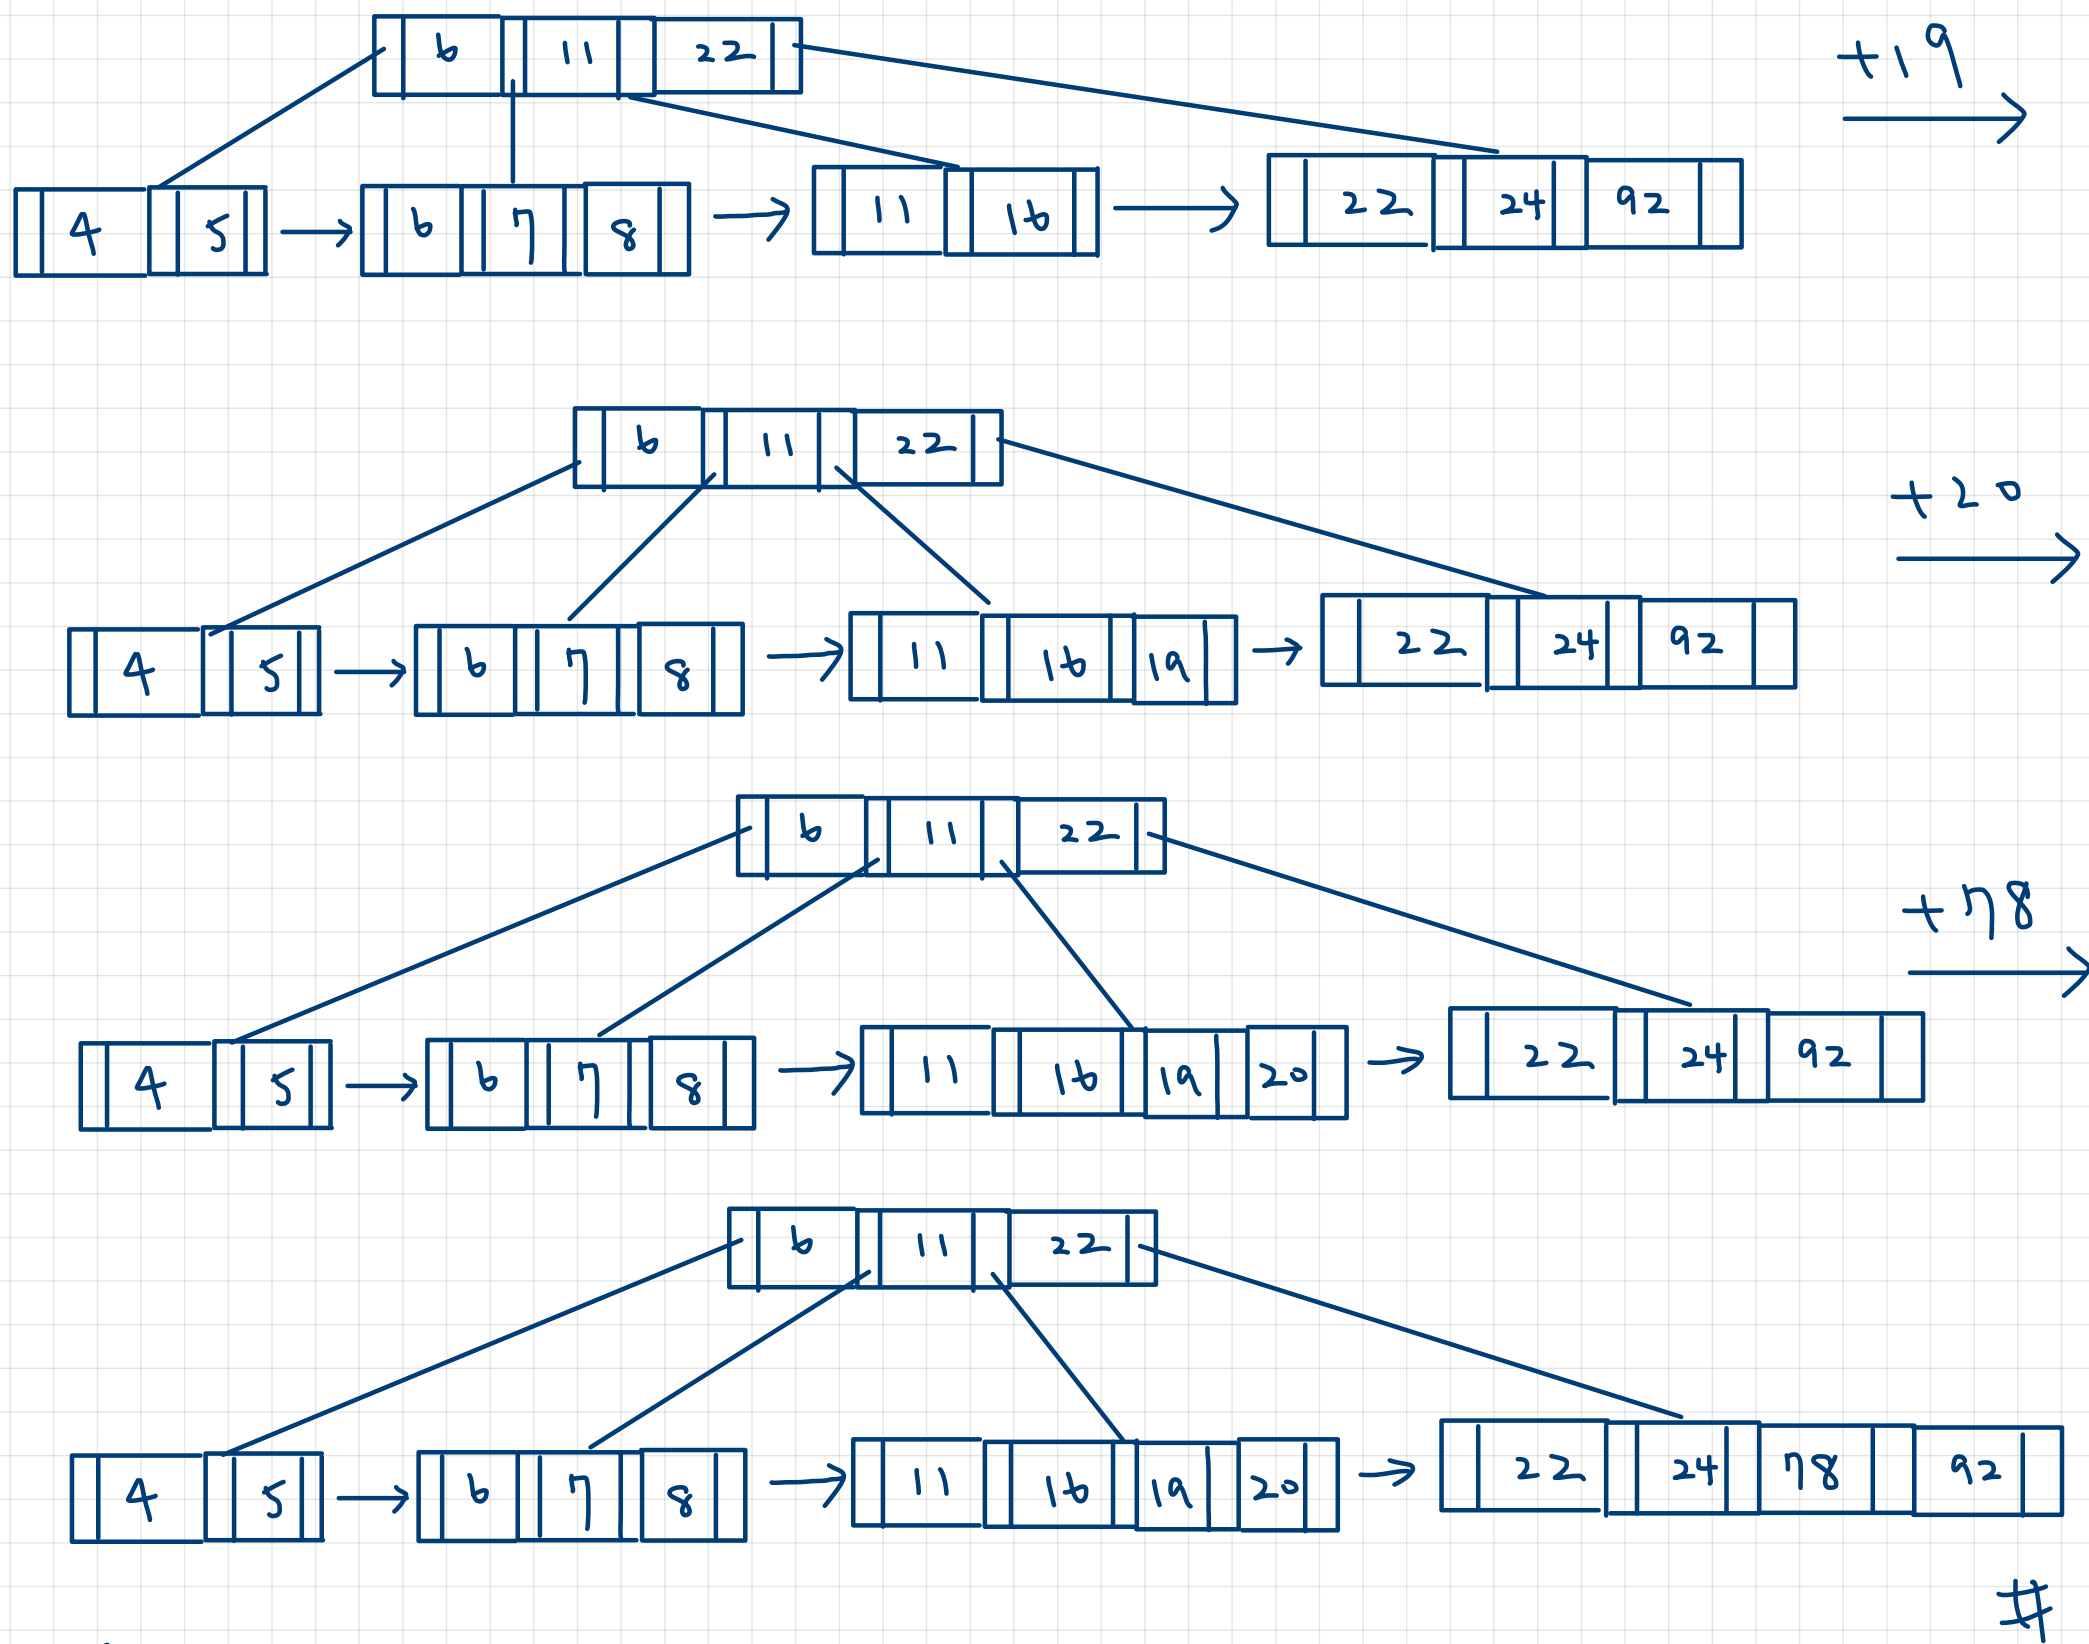 6 11 22
+19
4 5 → 6 7 8 → 11 16 → 22 24 92
6 11 22
+20
4 5 → 6 7 8 → 11 16 19 → 22 24 92
6 11 22
+78
4 5 → 6 7 8 → 11 16 19 20 → 22 24 92
6 11 22
4 5 → 6 7 8 → 11 16 19 20 → 22 24 78 92
#